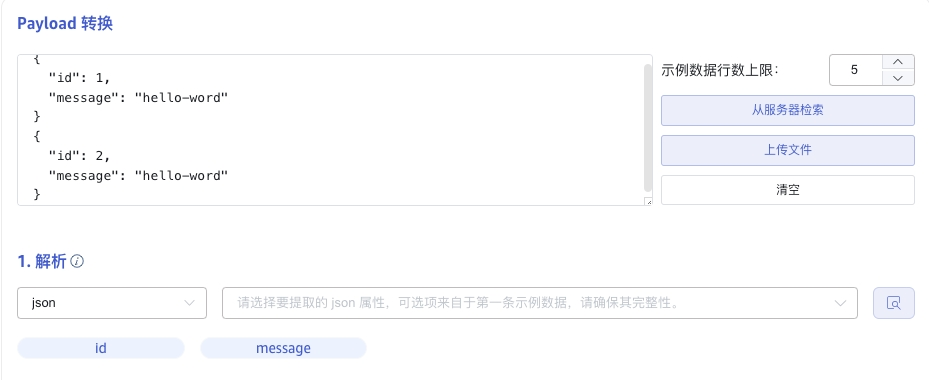 Payload 转换
{
"id": 1,
"message": "hello-word"
}
{
"id": 2,
"message": "hello-word"
}
示例数据行数上限：
5
从服务器检索
上传文件
清空
1. 解析
json
请选择要提取的 json 属性，可选项来自于第一条示例数据，请确保其完整性。
id
message